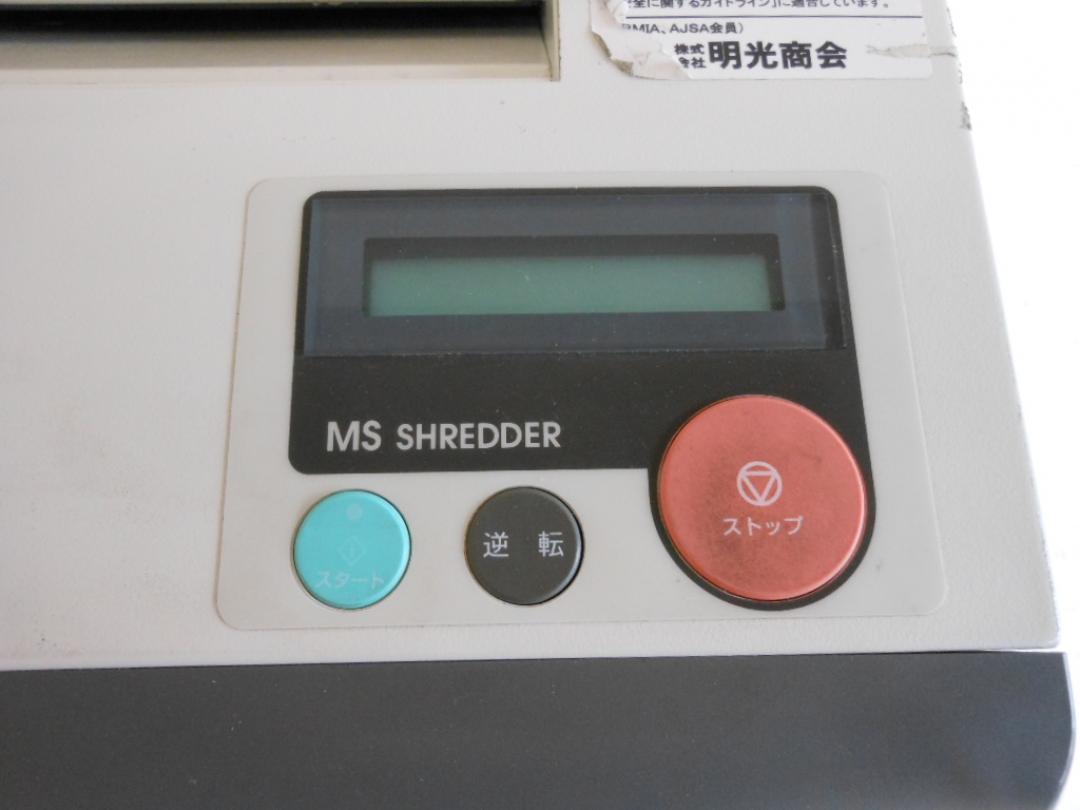 全に関するガイドライン」に適合しています。
RMIA、AJSA会員)
株式会社 明光商会
MS SHREDDER
スタート
逆 転
ストップ